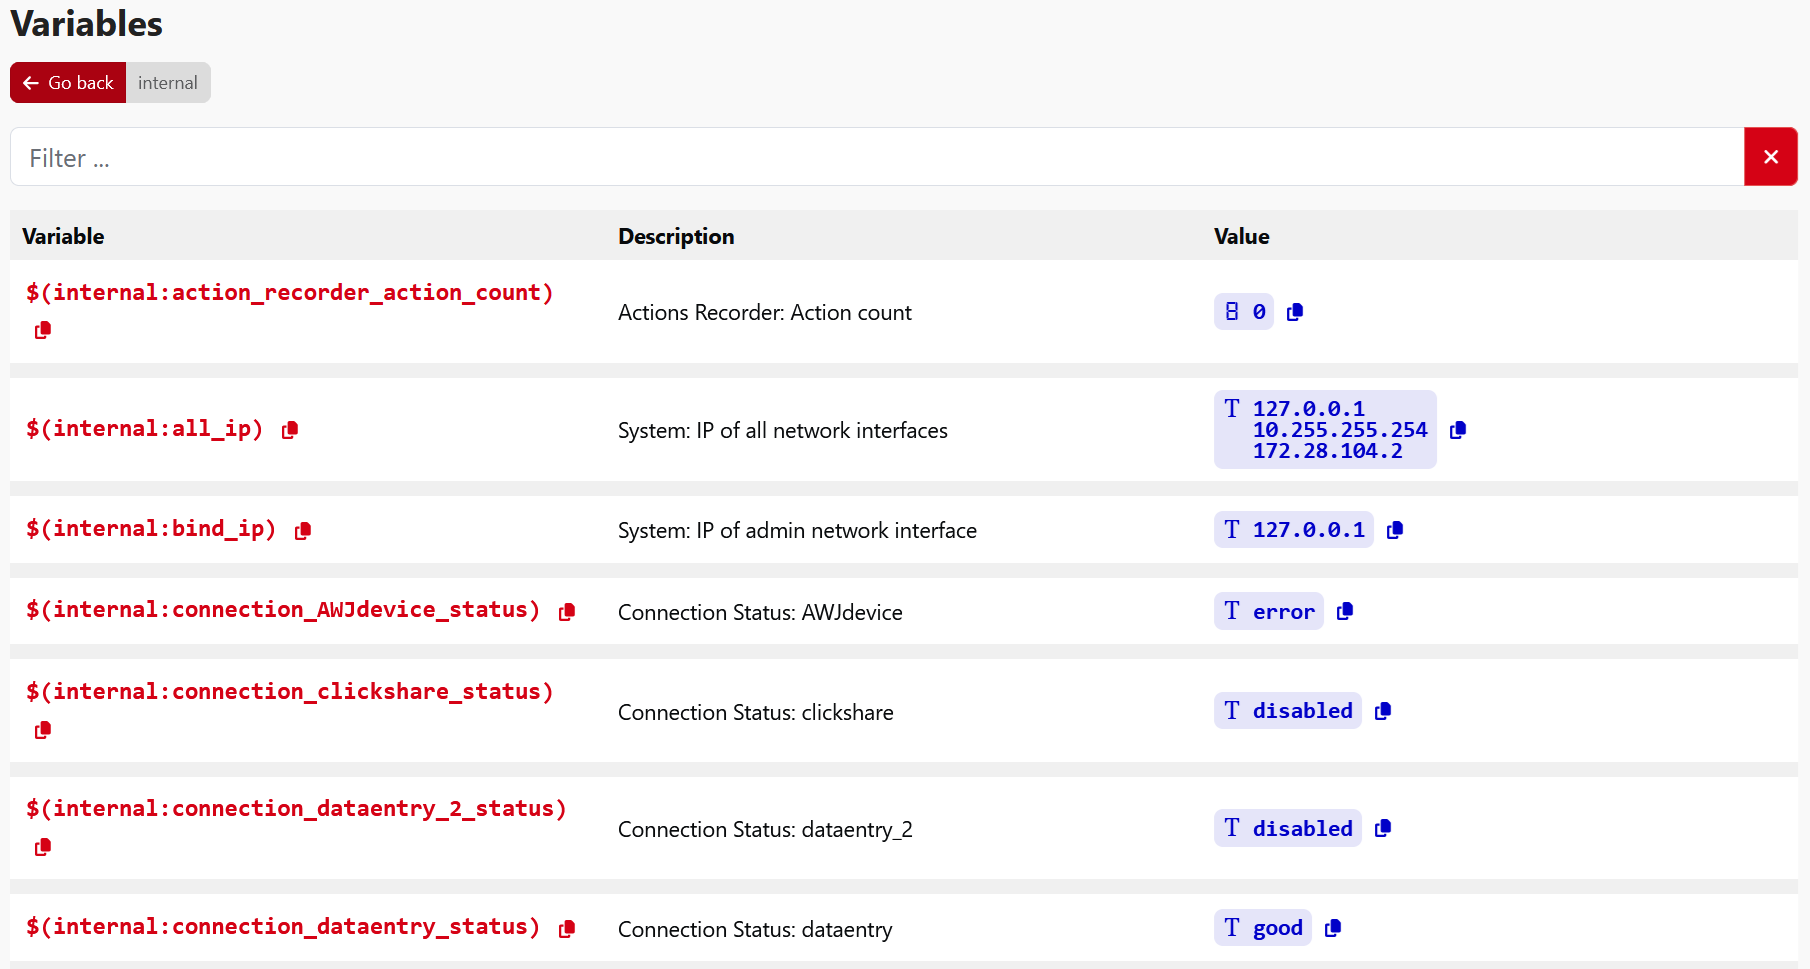 Variables
Go back internal
Filter ...
Variable Description Value
$(internal:action_recorder_action_count) Actions Recorder: Action count 0
$(internal:all_ip) System: IP of all network interfaces T 127.0.0.1
10.255.255.254
172.28.104.2
$(internal:bind_ip) System: IP of admin network interface T 127.0.0.1
$(internal:connection_AWJdevice_status) Connection Status: AWJdevice T error
$(internal:connection_clickshare_status) Connection Status: clickshare T disabled
$(internal:connection_dataentry_2_status) Connection Status: dataentry_2 T disabled
$(internal:connection_dataentry_status) Connection Status: dataentry T good